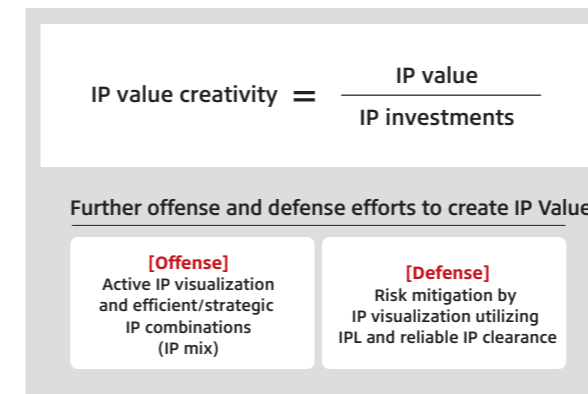 IP value creativity = IP value
IP investments
Further offense and defense efforts to create IP Value
[Offense]
Active IP visualization
and efficient/strategic
IP combinations
(IP mix)
[Defense]
Risk mitigation by
IP visualization utilizing
IPL and reliable IP clearance